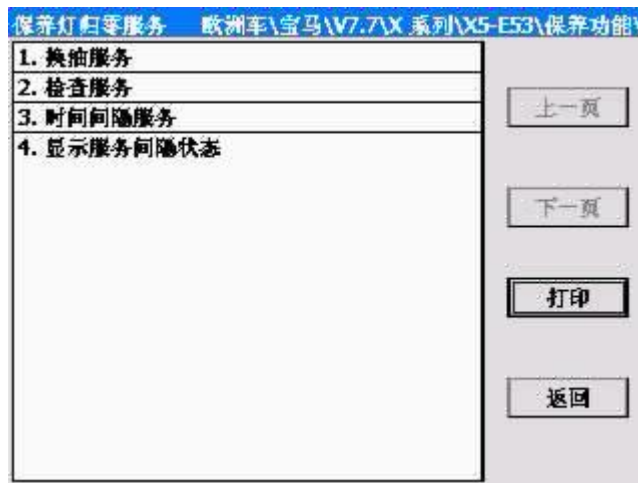 保养灯归零服务 欧洲车\宝马\V7.7\X 系列\X5-E53\保养功能\
1. 换油服务
2. 检查服务
3. 时间间隔服务
4. 显示服务间隔状态
上一页
下一页
打印
返回